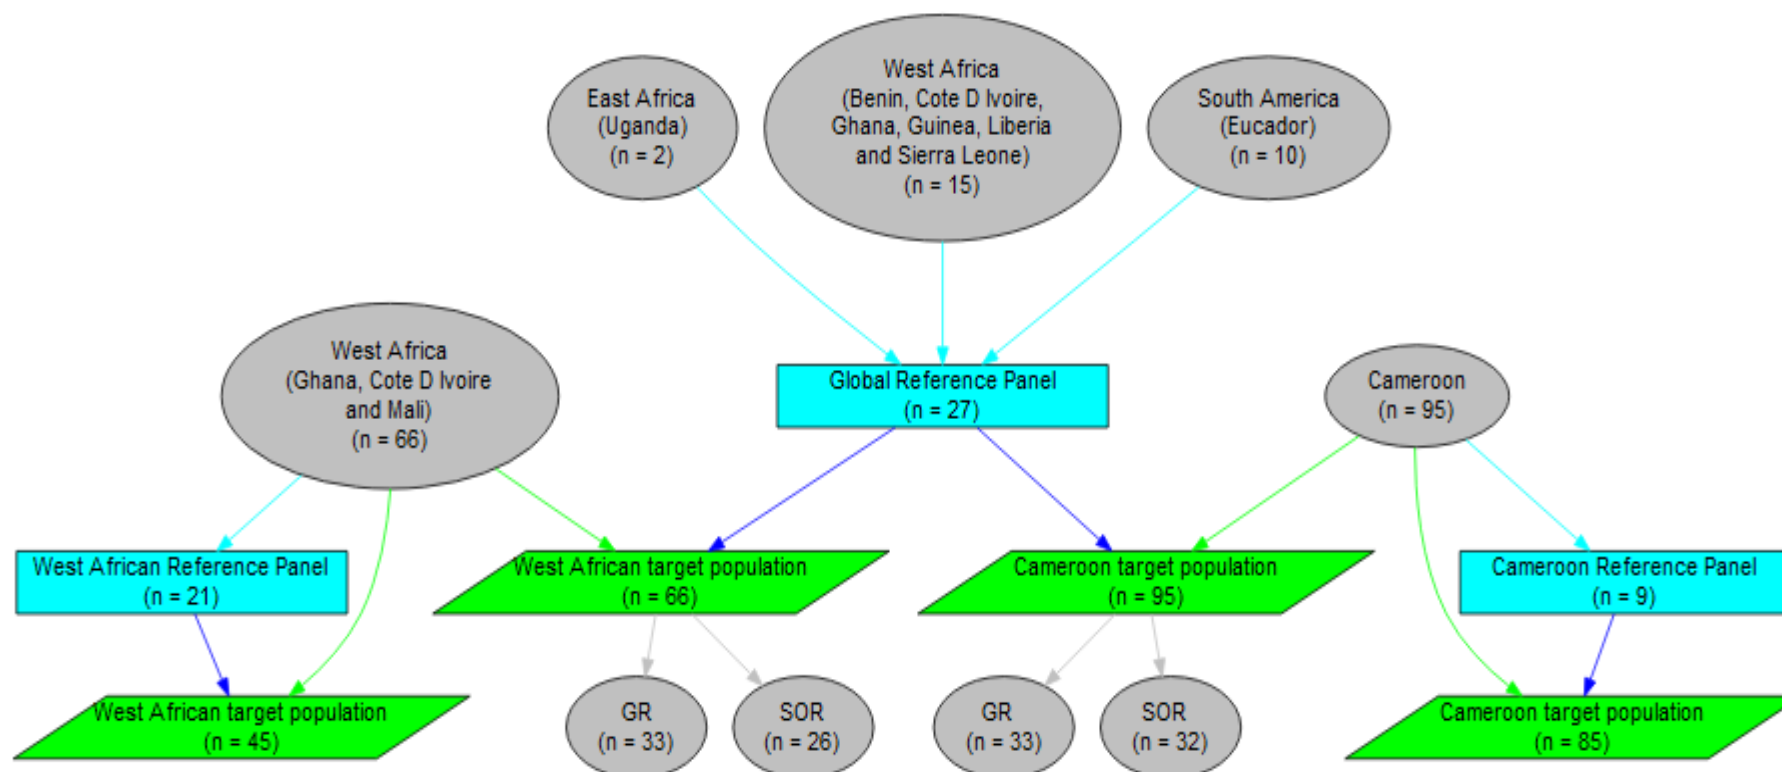 East Africa
(Uganda)
(n = 2)
West Africa
(Benin, Cote D Ivoire,
Ghana, Guinea, Liberia
and Sierra Leone)
(n = 15)
South America
(Eucador)
(n = 10)
West Africa
(Ghana, Cote D Ivoire
and Mali)
(n = 66)
Global Reference Panel
(n = 27)
Cameroon
(n = 95)
West African Reference Panel
(n = 21)
West African target population
(n = 66)
Cameroon target population
(n = 95)
Cameroon Reference Panel
(n = 9)
West African target population
(n = 45)
GR
(n = 33)
SOR
(n = 26)
GR
(n = 33)
SOR
(n = 32)
Cameroon target population
(n = 85)